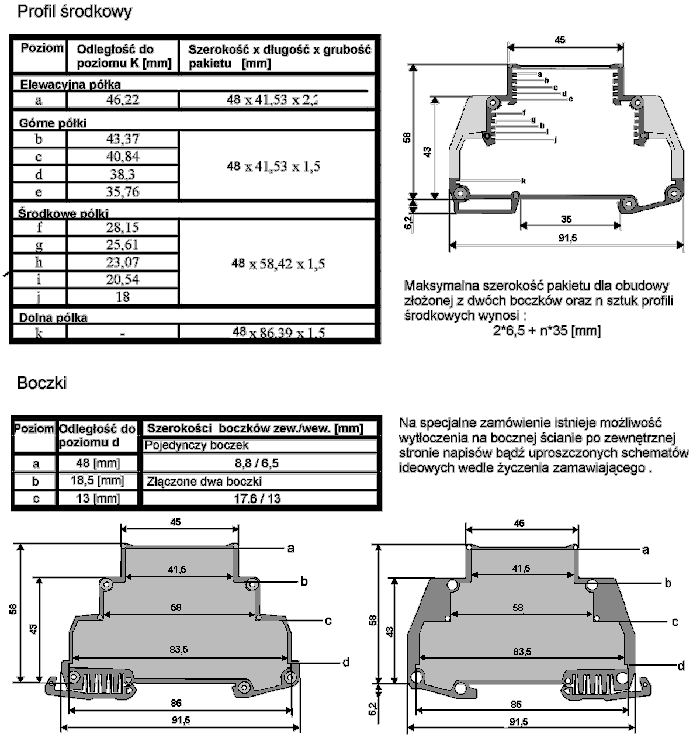 Profil środkowy
Poziom Odległość do poziomu K [mm] Szerokość x długość x grubość pakietu [mm]
Elewacyjna półka
a 46,22 48 x 41,53 x 2,2
Górne półki
b 43,37
c 40,84
d 38,3
e 35,76
48 x 41,53 x 1,5
Środkowe półki
f 28,15
g 25,61
h 23,07
i 20,54
j 18
48 x 58,42 x 1,5
Dolna półka
k - 48 x 86,39 x 1,5
45
a
b
c
d
e
f
g
h
i
j
k
58
43
6,2
35
91,5
Maksymalna szerokość pakietu dla obudowy
złożonej z dwóch boczków oraz n sztuk profili
środkowych wynosi :
2*6,5 + n*35 [mm]
Boczki
Poziom Odległość do poziomu d Szerokości boczków zew./wew. [mm]
Pojedynczy boczek
a 48 [mm] 8,8 / 6,5
b 18,5 [mm] Złączone dwa boczki
c 13 [mm] 17.6 / 13
Na specjalne zamówienie istnieje możliwość
wytłoczenia na bocznej ścianie po zewnętrznej
stronie napisów bądź uproszczonych schematów
ideowych wedle życzenia zamawiającego .
45
a
41,5
b
58
43
58
c
83,5
d
86
91,5
46
a
41,5
b
58
43
58
c
83,5
d
6,2
86
91,5